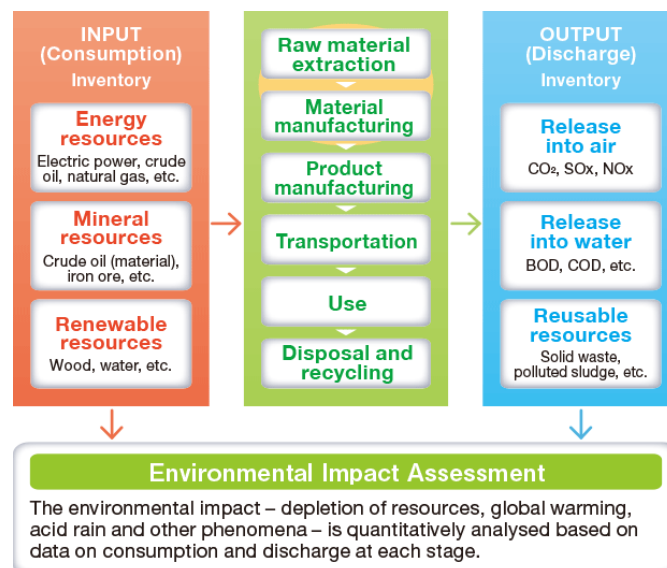 INPUT
(Consumption)
Inventory
Energy
resources
Electric power, crude
oil, natural gas, etc.
Mineral
resources
Crude oil (material),
iron ore, etc.
Renewable
resources
Wood, water, etc.
Raw material
extraction
Material
manufacturing
Product
manufacturing
Transportation
Use
Disposal and
recycling
OUTPUT
(Discharge)
Inventory
Release
into air
CO₂, SOx, NOx
Release
into water
BOD, COD, etc.
Reusable
resources
Solid waste,
polluted sludge, etc.
Environmental Impact Assessment
The environmental impact – depletion of resources, global warming,
acid rain and other phenomena – is quantitatively analysed based on
data on consumption and discharge at each stage.